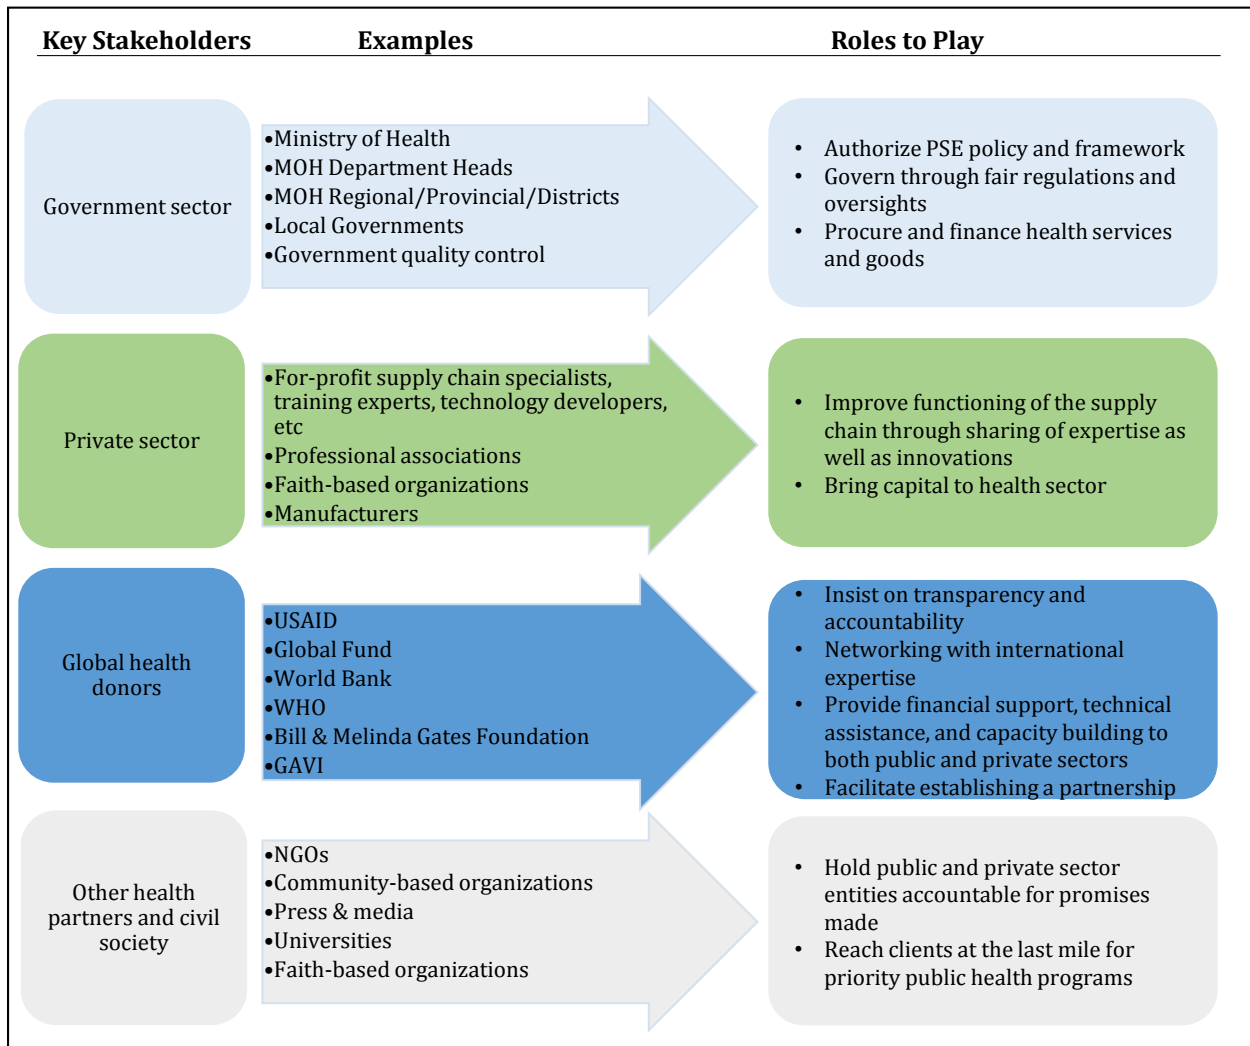 Key Stakeholders Examples Roles to Play
Government sector
•Ministry of Health
•MOH Department Heads
•MOH Regional/Provincial/Districts
•Local Governments
•Government quality control
• Authorize PSE policy and framework
• Govern through fair regulations and
oversights
• Procure and finance health services
and goods
Private sector
•For-profit supply chain specialists,
training experts, technology developers,
etc
•Professional associations
•Faith-based organizations
•Manufacturers
• Improve functioning of the supply
chain through sharing of expertise as
well as innovations
• Bring capital to health sector
Global health
donors
•USAID
•Global Fund
•World Bank
•WHO
•Bill & Melinda Gates Foundation
•GAVI
• Insist on transparency and
accountability
• Networking with international
expertise
• Provide financial support, technical
assistance, and capacity building to
both public and private sectors
• Facilitate establishing a partnership
Other health
partners and civil
society
•NGOs
•Community-based organizations
•Press & media
•Universities
•Faith-based organizations
• Hold public and private sector
entities accountable for promises
made
• Reach clients at the last mile for
priority public health programs